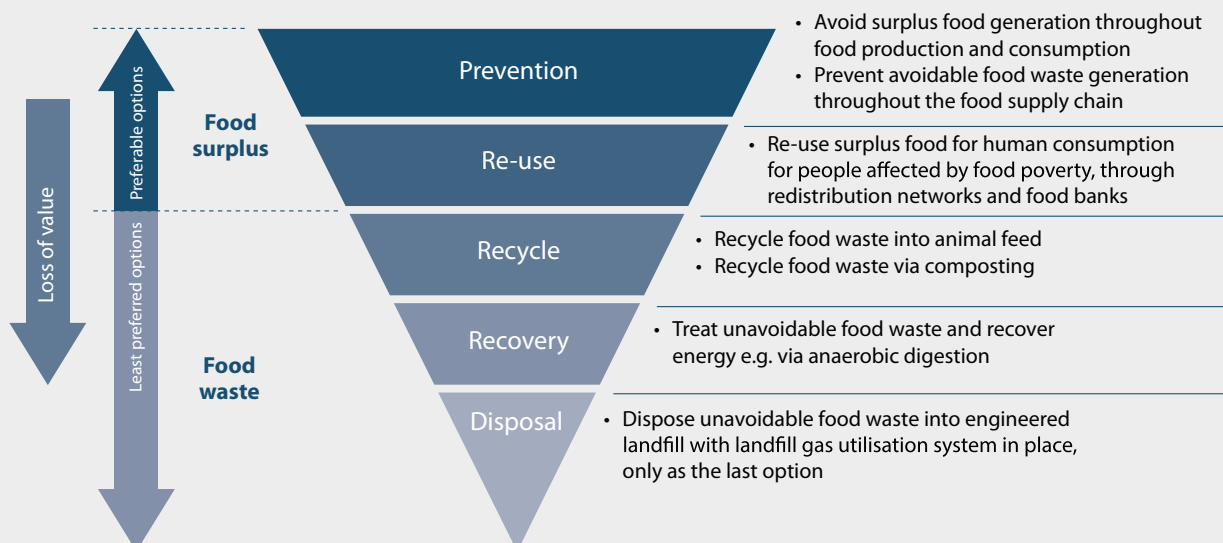 Loss of value
Preferable options
Least preferred options
Food
surplus
Food
waste
Prevention
• Avoid surplus food generation throughout
food production and consumption
• Prevent avoidable food waste generation
throughout the food supply chain
Re-use
• Re-use surplus food for human consumption
for people affected by food poverty, through
redistribution networks and food banks
Recycle
• Recycle food waste into animal feed
• Recycle food waste via composting
Recovery
• Treat unavoidable food waste and recover
energy e.g. via anaerobic digestion
Disposal
• Dispose unavoidable food waste into engineered
landfill with landfill gas utilisation system in place,
only as the last option